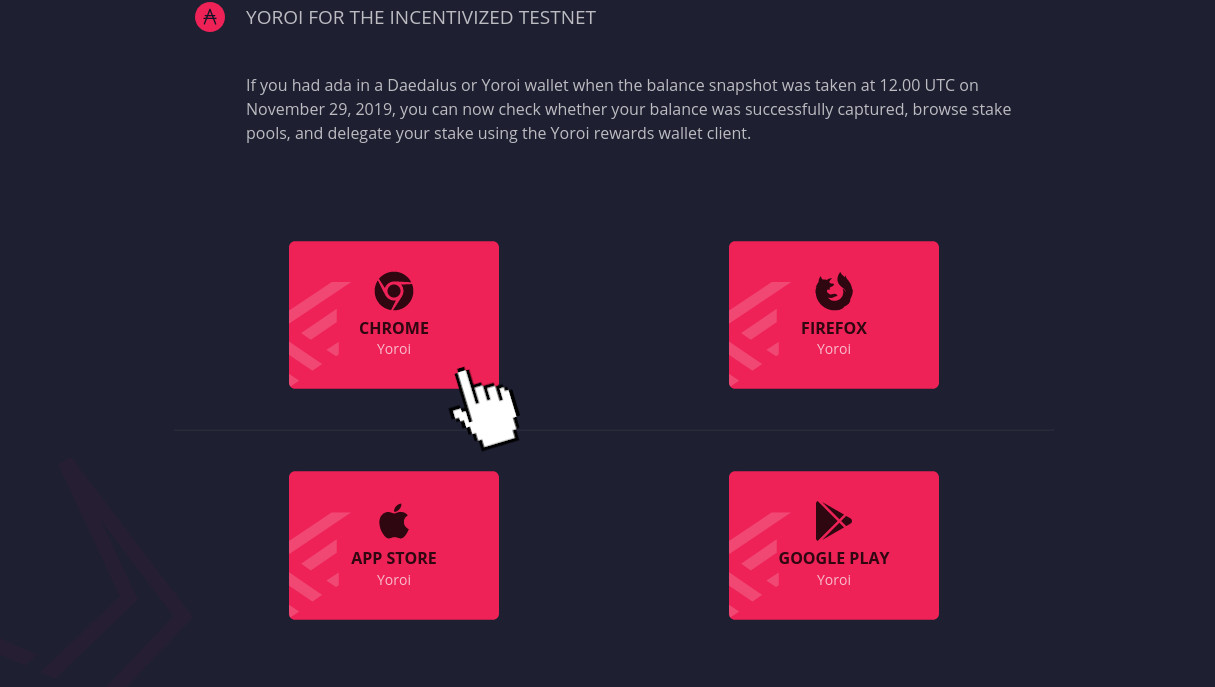 YOROI FOR THE INCENTIVIZED TESTNET
If you had ada in a Daedalus or Yoroi wallet when the balance snapshot was taken at 12.00 UTC on
November 29, 2019, you can now check whether your balance was successfully captured, browse stake
pools, and delegate your stake using the Yoroi rewards wallet client.
CHROME
Yoroi
FIREFOX
Yoroi
APP STORE
Yoroi
GOOGLE PLAY
Yoroi